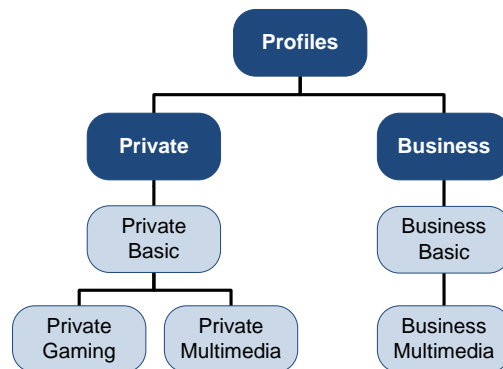 Profiles
Private
Business
Private
Basic
Business
Basic
Private
Gaming
Private
Multimedia
Business
Multimedia